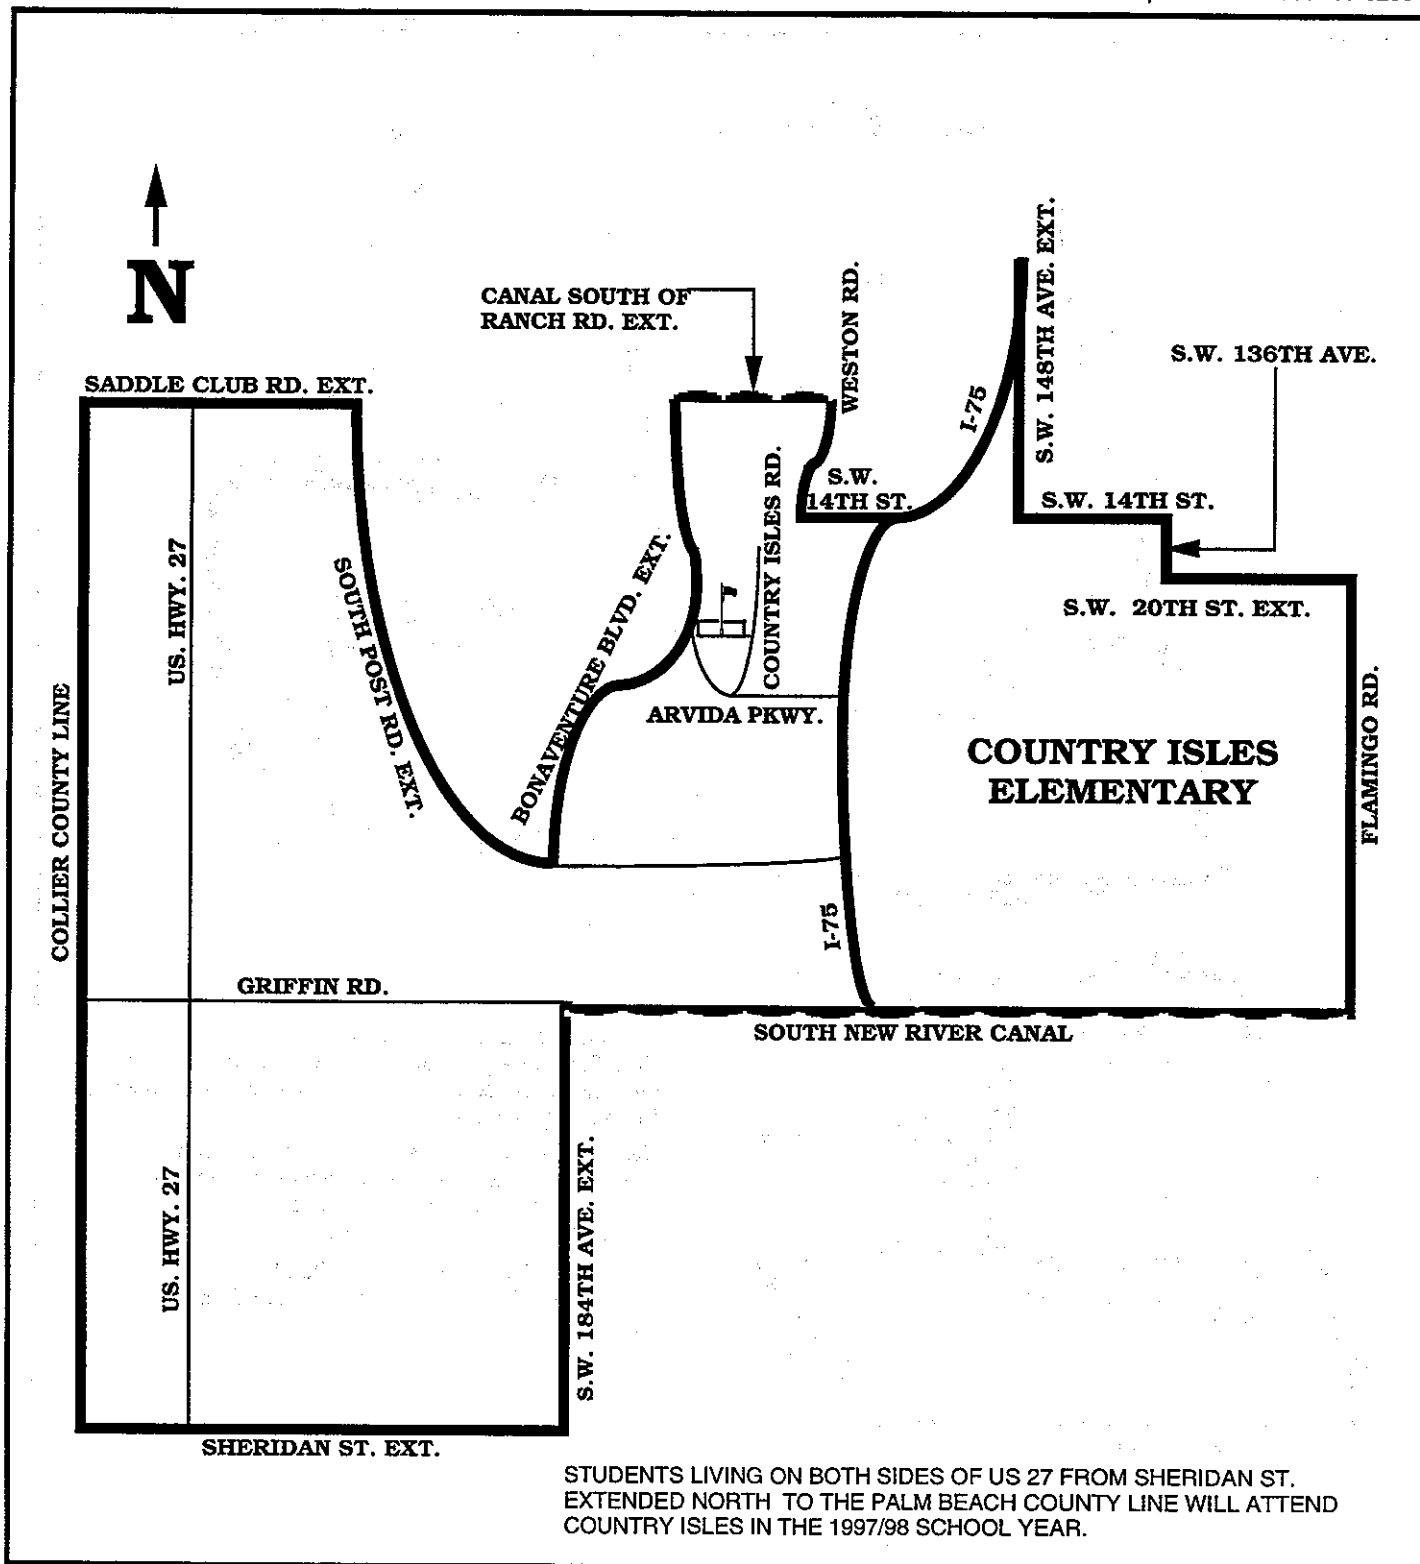 S.W. 148TH AVE. EXT.
N
CANAL SOUTH OF
RANCH RD. EXT.
WESTON RD.
S.W. 136TH AVE.
SADDLE CLUB RD. EXT.
I-75
S.W.
14TH ST.
S.W. 14TH ST.
COUNTRY ISLES RD.
US. HWY. 27
SOUTH POST RD. EXT.
BONAVENTURE BLVD. EXT.
S.W. 20TH ST. EXT.
COLLIER COUNTY LINE
ARVIDA PKWY.
COUNTRY ISLES
ELEMENTARY
FLAMINGO RD.
I-75
GRIFFIN RD.
SOUTH NEW RIVER CANAL
US. HWY. 27
S.W. 184TH AVE. EXT.
SHERIDAN ST. EXT.
STUDENTS LIVING ON BOTH SIDES OF US 27 FROM SHERIDAN ST.
EXTENDED NORTH TO THE PALM BEACH COUNTY LINE WILL ATTEND
COUNTRY ISLES IN THE 1997/98 SCHOOL YEAR.